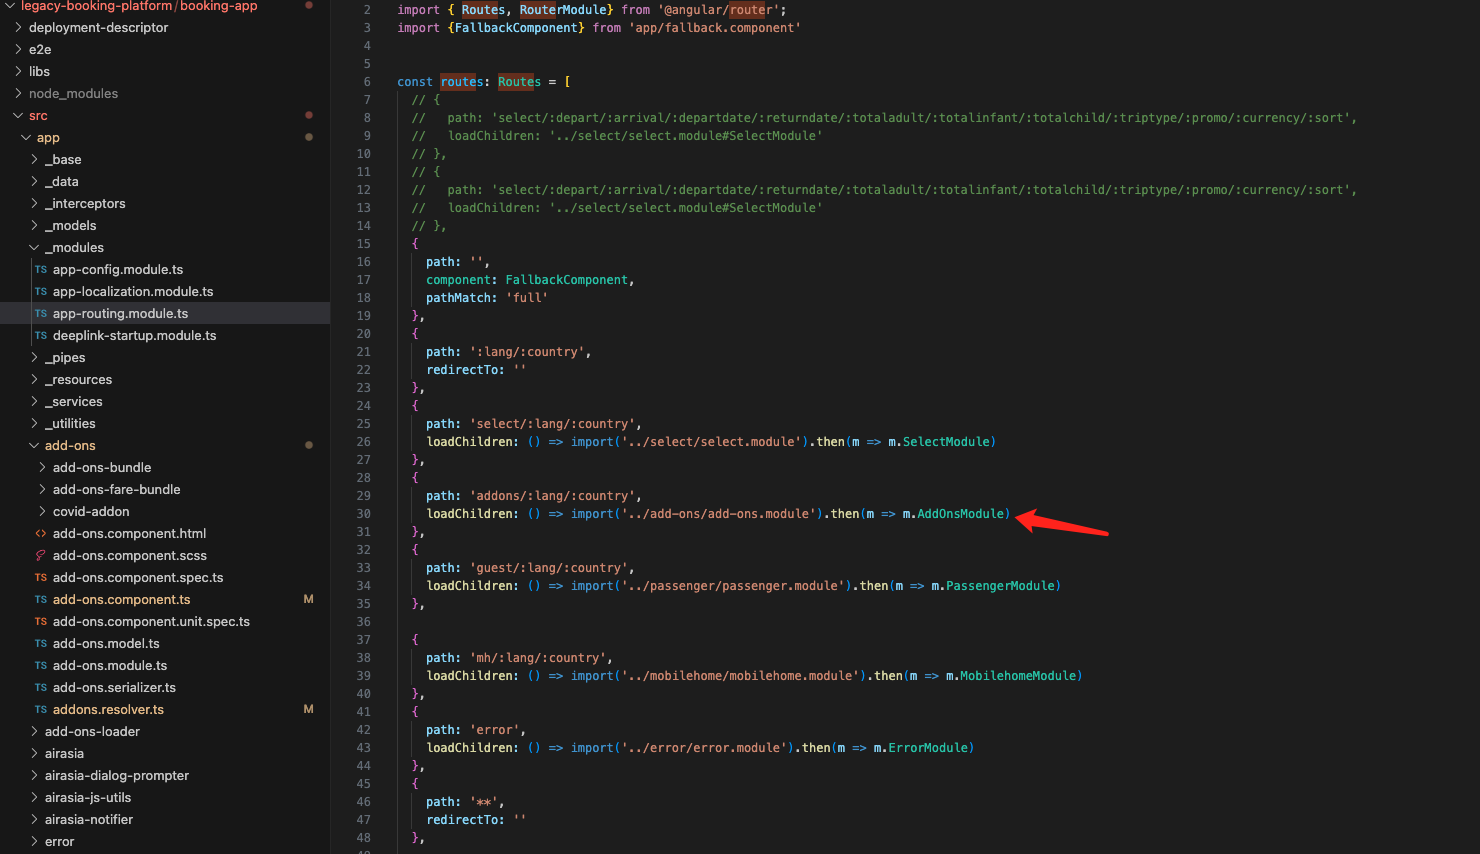 legacy-booking-platform/booking-app
deployment-descriptor
e2e
libs
node_modules
src
app
_base
_data
_interceptors
_models
_modules
TS app-config.module.ts
TS app-localization.module.ts
TS app-routing.module.ts
TS deeplink-startup.module.ts
_pipes
_resources
_services
_utilities
add-ons
add-ons-bundle
add-ons-fare-bundle
covid-addon
<> add-ons.component.html
add-ons.component.scss
TS add-ons.component.spec.ts
TS add-ons.component.ts M
TS add-ons.component.unit.spec.ts
TS add-ons.model.ts
TS add-ons.module.ts
TS add-ons.serializer.ts
TS addons.resolver.ts M
add-ons-loader
airasia
airasia-dialog-prompter
airasia-js-utils
airasia-notifier
error
2 import { Routes, RouterModule} from '@angular/router';
3 import {FallbackComponent} from 'app/fallback.component'
4
5
6 const routes: Routes = [
7 // {
8 //   path: 'select/:depart/:arrival/:departdate/:returndate/:totaladult/:totalinfant/:totalchild/:triptype/:promo/:currency/:sort',
9 //   loadChildren: '../select/select.module#SelectModule'
10 // },
11 // {
12 //   path: 'select/:depart/:arrival/:departdate/:returndate/:totaladult/:totalinfant/:totalchild/:triptype/:promo/:currency/:sort',
13 //   loadChildren: '../select/select.module#SelectModule'
14 // },
15 {
16 path: '',
17 component: FallbackComponent,
18 pathMatch: 'full'
19 },
20 {
21 path: ':lang/:country',
22 redirectTo: ''
23 },
24 {
25 path: 'select/:lang/:country',
26 loadChildren: () => import('../select/select.module').then(m => m.SelectModule)
27 },
28 {
29 path: 'addons/:lang/:country',
30 loadChildren: () => import('../add-ons/add-ons.module').then(m => m.AddOnsModule)
31 },
32 {
33 path: 'guest/:lang/:country',
34 loadChildren: () => import('../passenger/passenger.module').then(m => m.PassengerModule)
35 },
36
37 {
38 path: 'mh/:lang/:country',
39 loadChildren: () => import('../mobilehome/mobilehome.module').then(m => m.MobilehomeModule)
40 },
41 {
42 path: 'error',
43 loadChildren: () => import('../error/error.module').then(m => m.ErrorModule)
44 },
45 {
46 path: '**',
47 redirectTo: ''
48 },